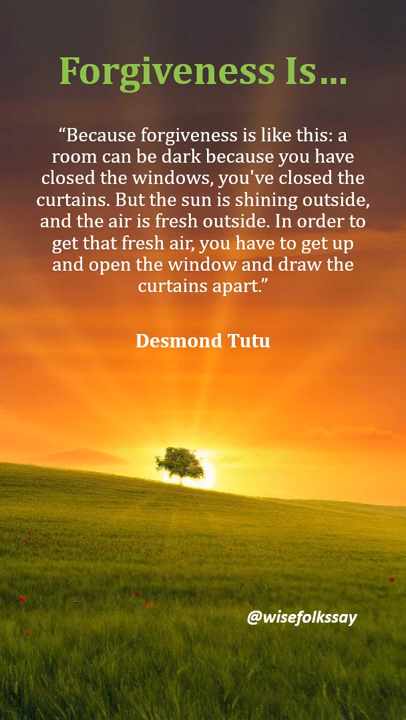 Forgiveness Is...
“Because forgiveness is like this: a
room can be dark because you have
closed the windows, you've closed the
curtains. But the sun is shining outside,
and the air is fresh outside. In order to
get that fresh air, you have to get up
and open the window and draw the
curtains apart.”
Desmond Tutu
@wisefolkssay